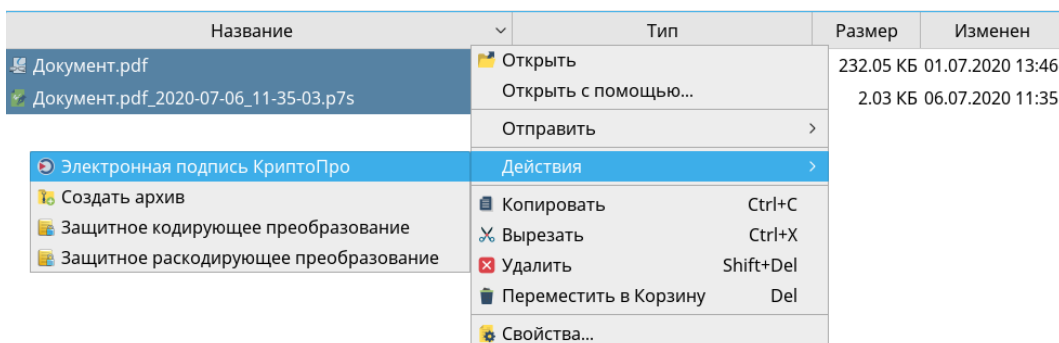 Название Тип Размер Изменен
Документ.pdf 232.05 КБ 01.07.2020 13:46
Документ.pdf_2020-07-06_11-35-03.p7s 2.03 КБ 06.07.2020 11:35
Открыть
Открыть с помощью...
Отправить
Действия
Электронная подпись КриптоПро
Создать архив
Защитное кодирующее преобразование
Защитное раскодирующее преобразование
Копировать Ctrl+C
Вырезать Ctrl+X
Удалить Shift+Del
Переместить в Корзину Del
Свойства...